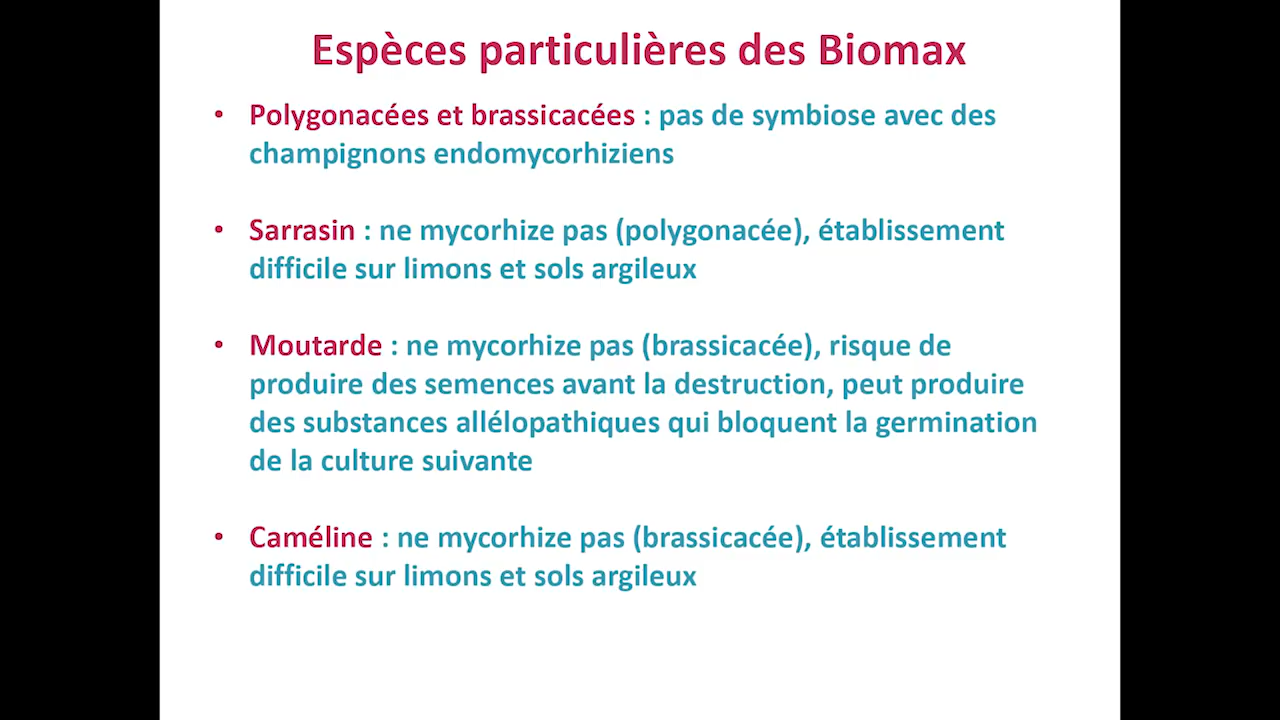 Espèces particulières des Biomax
• Polygonacées et brassicacées : pas de symbiose avec des
champignons endomycorhiziens
• Sarrasin : ne mycorhize pas (polygonacée), établissement
difficile sur limons et sols argileux
• Moutarde : ne mycorhize pas (brassicacée), risque de
produire des semences avant la destruction, peut produire
des substances allélopathiques qui bloquent la germination
de la culture suivante
• Caméline : ne mycorhize pas (brassicacée), établissement
difficile sur limons et sols argileux